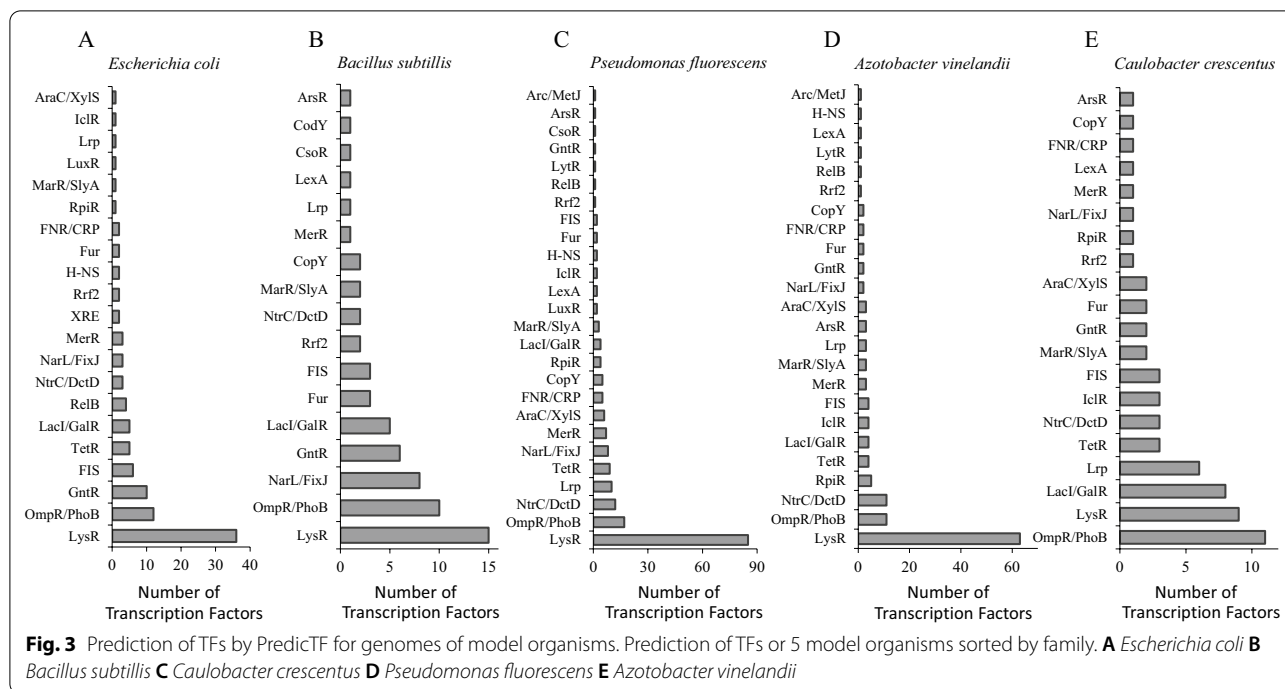 A
Escherichia coli
AraC/XylS
IclR
Lrp
LuxR
MarR/SlyA
RpiR
FNR/CRP
Fur
H-NS
Rrf2
XRE
MerR
NarL/FixJ
NtrC/DctD
RelB
LacI/GalR
TetR
FIS
GntR
OmpR/PhoB
LysR
0 10 20 30 40
Number of
Transcription Factors
B
Bacillus subtillis
ArsR
CodY
CsoR
LexA
Lrp
MerR
CopY
MarR/SlyA
NtrC/DctD
Rrf2
FIS
Fur
LacI/GalR
GntR
NarL/FixJ
OmpR/PhoB
LysR
0 5 10 15
Number of
Transcription Factors
C
Pseudomonas fluorescens
Arc/MetJ
ArsR
CsoR
GntR
LytR
RelB
Rrf2
FIS
Fur
H-NS
IclR
LexA
LuxR
MarR/SlyA
LacI/GalR
RpiR
CopY
FNR/CRP
AraC/XylS
MerR
NarL/FixJ
TetR
Lrp
NtrC/DctD
OmpR/PhoB
LysR
0 30 60 90
Number of
Transcription Factors
D
Azotobacter vinelandii
Arc/MetJ
H-NS
LexA
LytR
RelB
Rrf2
CopY
FNR/CRP
Fur
GntR
NarL/FixJ
AraC/XylS
ArsR
Lrp
MarR/SlyA
MerR
FIS
IclR
LacI/GalR
TetR
RpiR
NtrC/DctD
OmpR/PhoB
LysR
0 20 40 60
Number of
Transcription Factors
E
Caulobacter crescentus
ArsR
CopY
FNR/CRP
LexA
MerR
NarL/FixJ
RpiR
Rrf2
AraC/XylS
Fur
GntR
MarR/SlyA
FIS
IclR
NtrC/DctD
TetR
Lrp
LacI/GalR
LysR
OmpR/PhoB
0 5 10
Number of
Transcription Factors
Fig. 3 Prediction of TFs by PredicTF for genomes of model organisms. Prediction of TFs or 5 model organisms sorted by family. A Escherichia coli B
Bacillus subtillis C Caulobacter crescentus D Pseudomonas fluorescens E Azotobacter vinelandii